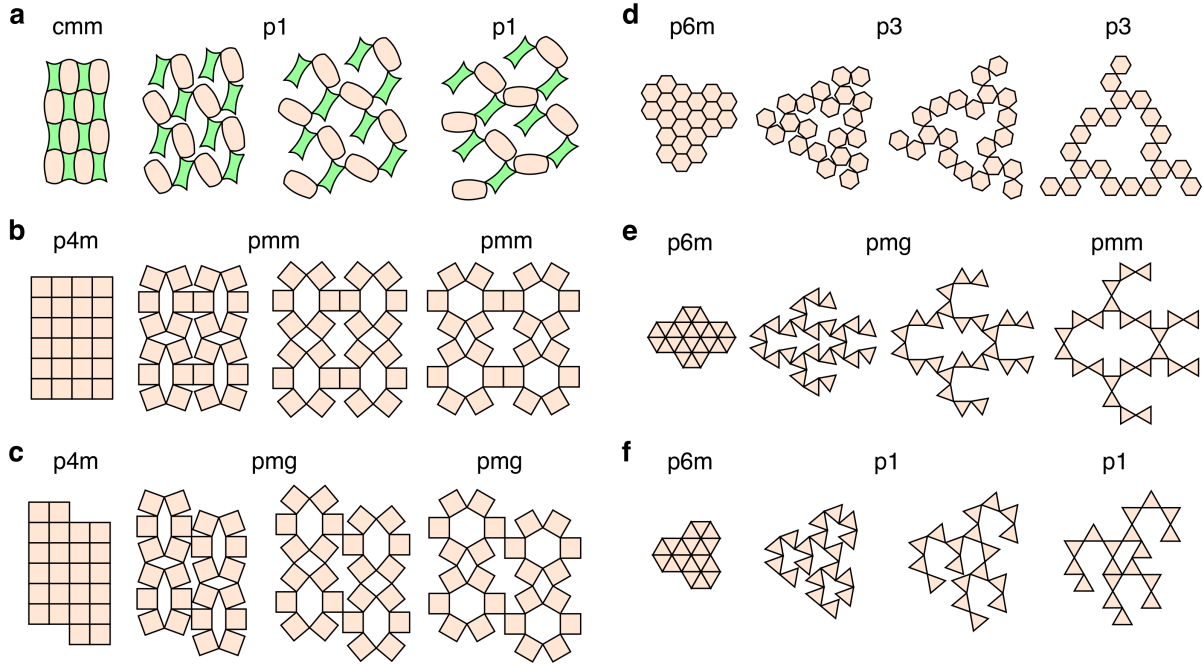 a
cmm p1 p1
b
p4m pmm pmm
c
p4m pmg pmg
d
p6m p3 p3
e
p6m pmg pmm
f
p6m p1 p1